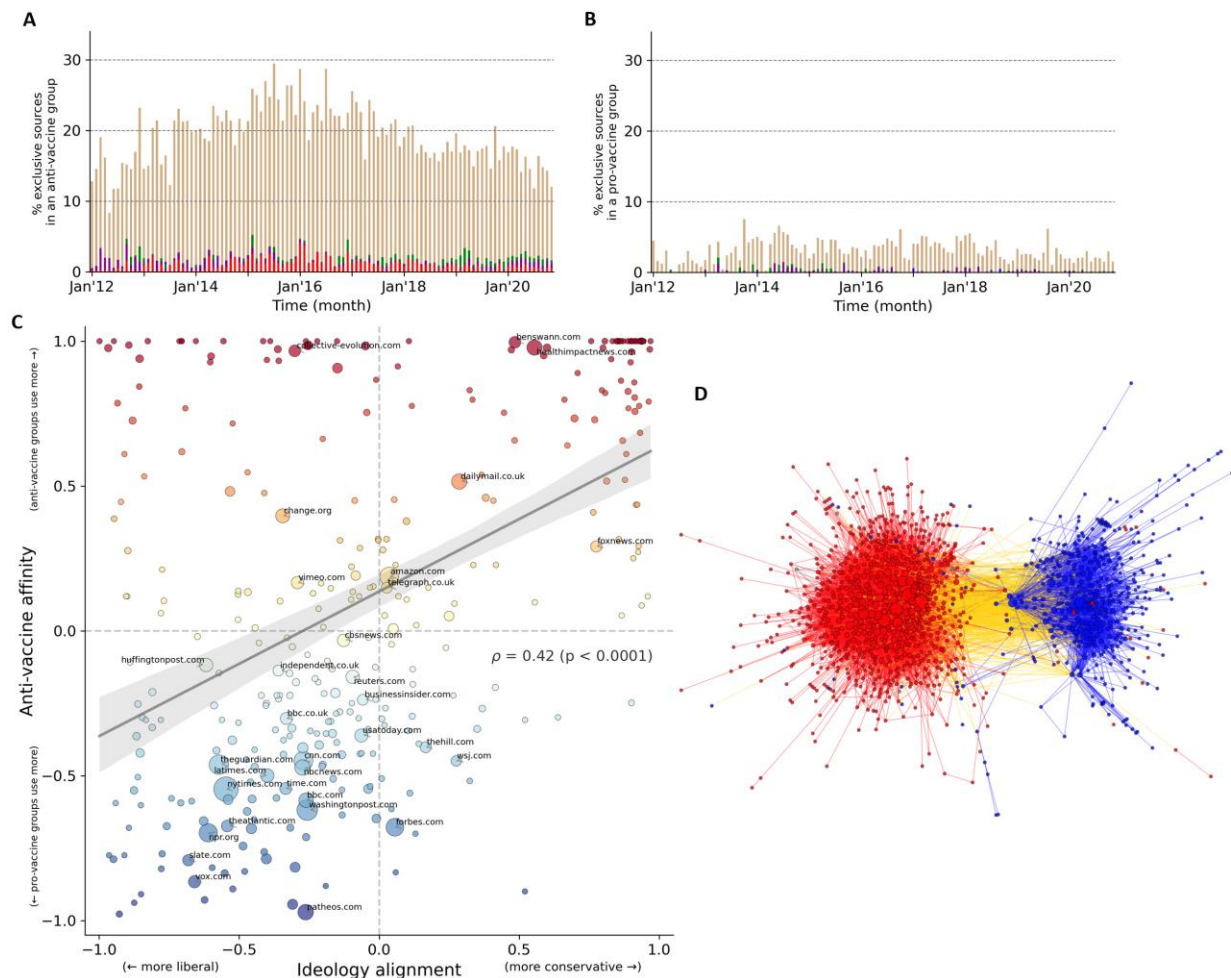 A
% exclusive sources
in an anti-vaccine group
30
20
10
0
Jan'12
Jan'14
Jan'16
Jan'18
Jan'20
Time (month)
B
% exclusive sources
in a pro-vaccine group
30
20
10
0
Jan'12
Jan'14
Jan'16
Jan'18
Jan'20
Time (month)
C
Anti-vaccine affinity
(anti-vaccine groups use more →)
(← pro-vaccine groups use more)
1.0
0.5
0.0
−0.5
−1.0
collective-evolution.com
benswann.com
healthimpactnews.com
dailymail.co.uk
change.org
foxnews.com
vimeo.com
amazon.com
telegraph.co.uk
cbsnews.com
huffingtonpost.com
ρ = 0.42 (p < 0.0001)
independent.co.uk
reuters.com
businessinsider.com
bbc.co.uk
usatoday.com
thehill.com
theguardian.com
cnn.com
wsj.com
latimes.com
nbcnews.com
nytimes.com
time.com
bbc.com
washingtonpost.com
theatlantic.com
forbes.com
npr.org
slate.com
vox.com
patheos.com
−1.0
−0.5
0.0
0.5
1.0
(← more liberal)
Ideology alignment
(more conservative →)
D